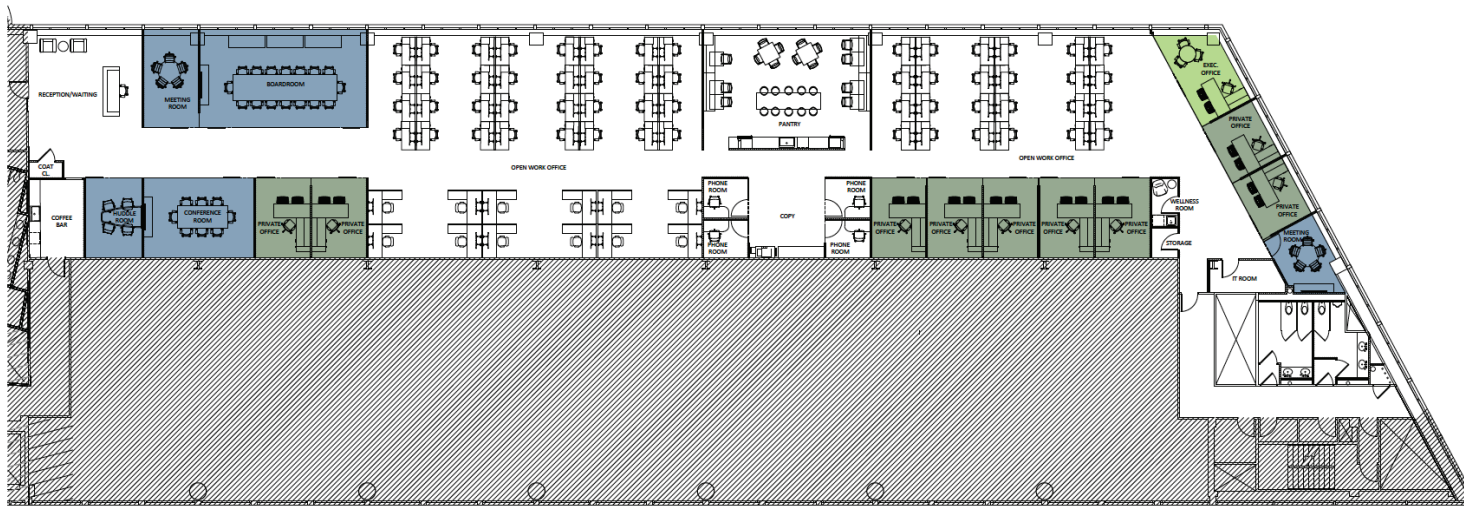 RECEPTION/WAITING
MEETING
ROOM
BOARDROOM
PANTRY
EXEC.
OFFICE
PRIVATE
OFFICE
OPEN WORK OFFICE
OPEN WORK OFFICE
COAT
CL.
COFFEE
BAR
HUDDLE
ROOM
CONFERENCE
ROOM
PRIVATE
OFFICE
PRIVATE
OFFICE
PHONE
ROOM
PHONE
ROOM
COPY
PHONE
ROOM
PHONE
ROOM
PRIVATE
OFFICE
PRIVATE
OFFICE
PRIVATE
OFFICE
PRIVATE
OFFICE
PRIVATE
OFFICE
WELLNESS
ROOM
STORAGE
PRIVATE
OFFICE
MEETING
ROOM
IT ROOM